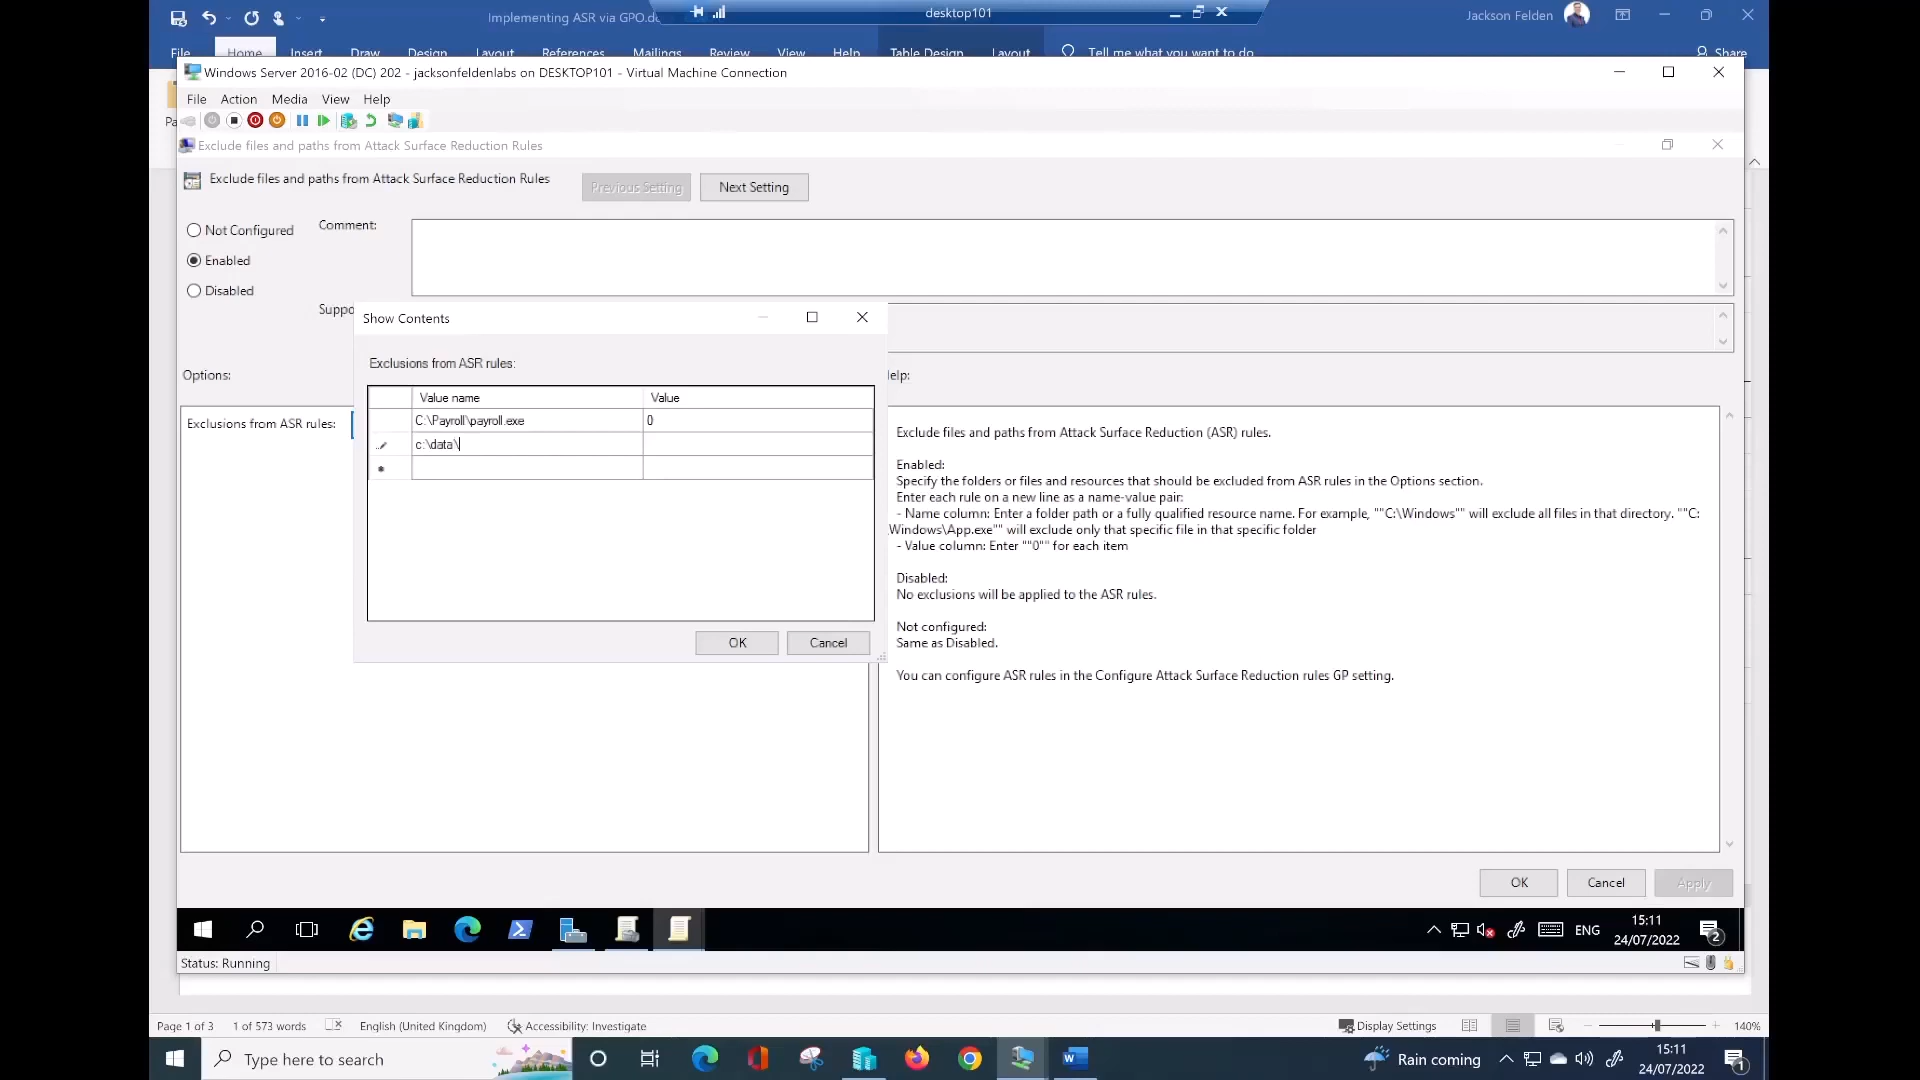 Implementing ASR via GPO.do
desktop101
Jackson Felden
File Home Insert Draw Design Layout References Mailings Review View Help Table Design Layout Tell me what you want to do Share
Windows Server 2016-02 (DC) 202 - jacksonfeldenlabs on DESKTOP101 - Virtual Machine Connection
File Action Media View Help
Pa
Exclude files and paths from Attack Surface Reduction Rules
Exclude files and paths from Attack Surface Reduction Rules
Previous Setting
Next Setting
Not Configured
Comment:
Enabled
Disabled
Suppo
Show Contents
Exclusions from ASR rules:
Value name Value
C:\Payroll\payroll.exe 0
c:\data\
OK Cancel
Options:
elp:
Exclusions from ASR rules:
Exclude files and paths from Attack Surface Reduction (ASR) rules.
Enabled:
Specify the folders or files and resources that should be excluded from ASR rules in the Options section.
Enter each rule on a new line as a name-value pair:
- Name column: Enter a folder path or a fully qualified resource name. For example, ""C:\Windows"" will exclude all files in that directory. ""C:
Windows\App.exe"" will exclude only that specific file in that specific folder
- Value column: Enter ""0"" for each item
Disabled:
No exclusions will be applied to the ASR rules.
Not configured:
Same as Disabled.
You can configure ASR rules in the Configure Attack Surface Reduction rules GP setting.
OK Cancel Apply
ENG
15:11
24/07/2022
2
Status: Running
Page 1 of 3 1 of 573 words English (United Kingdom) Accessibility: Investigate Display Settings 140%
Type here to search
Rain coming
15:11
24/07/2022
1